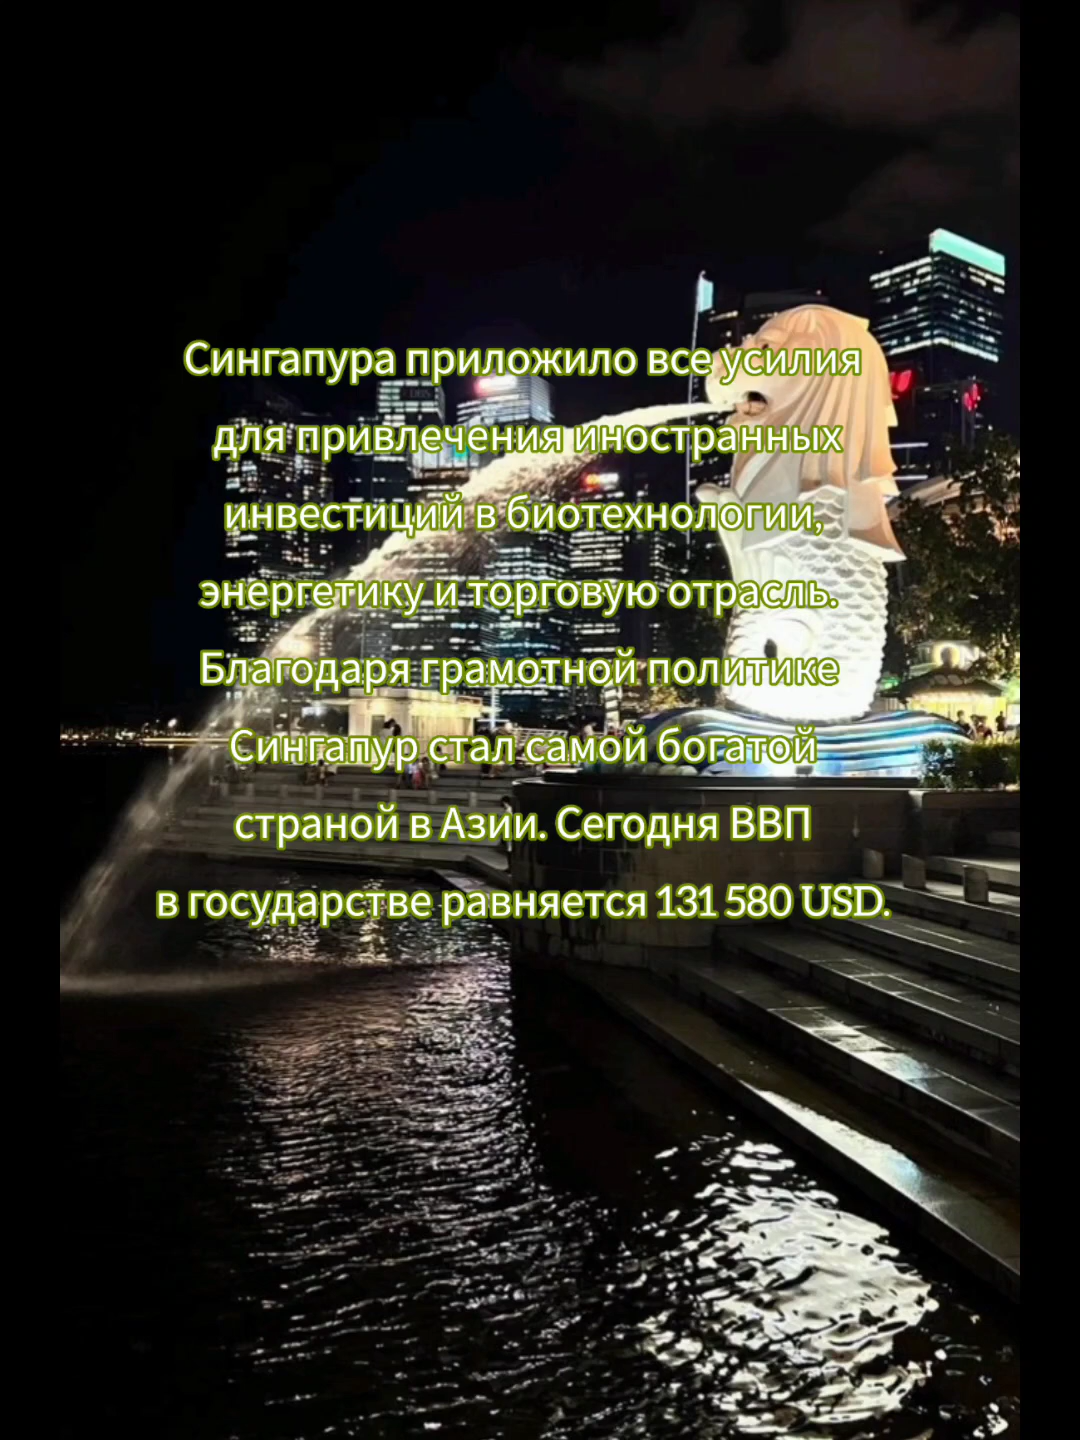 Сингапура приложило все усилия
для привлечения иностранных
инвестиций в биотехнологии,
энергетику и торговую отрасль.
Благодаря грамотной политике
Сингапур стал самой богатой
страной в Азии. Сегодня ВВП
в государстве равняется 131 580 USD.